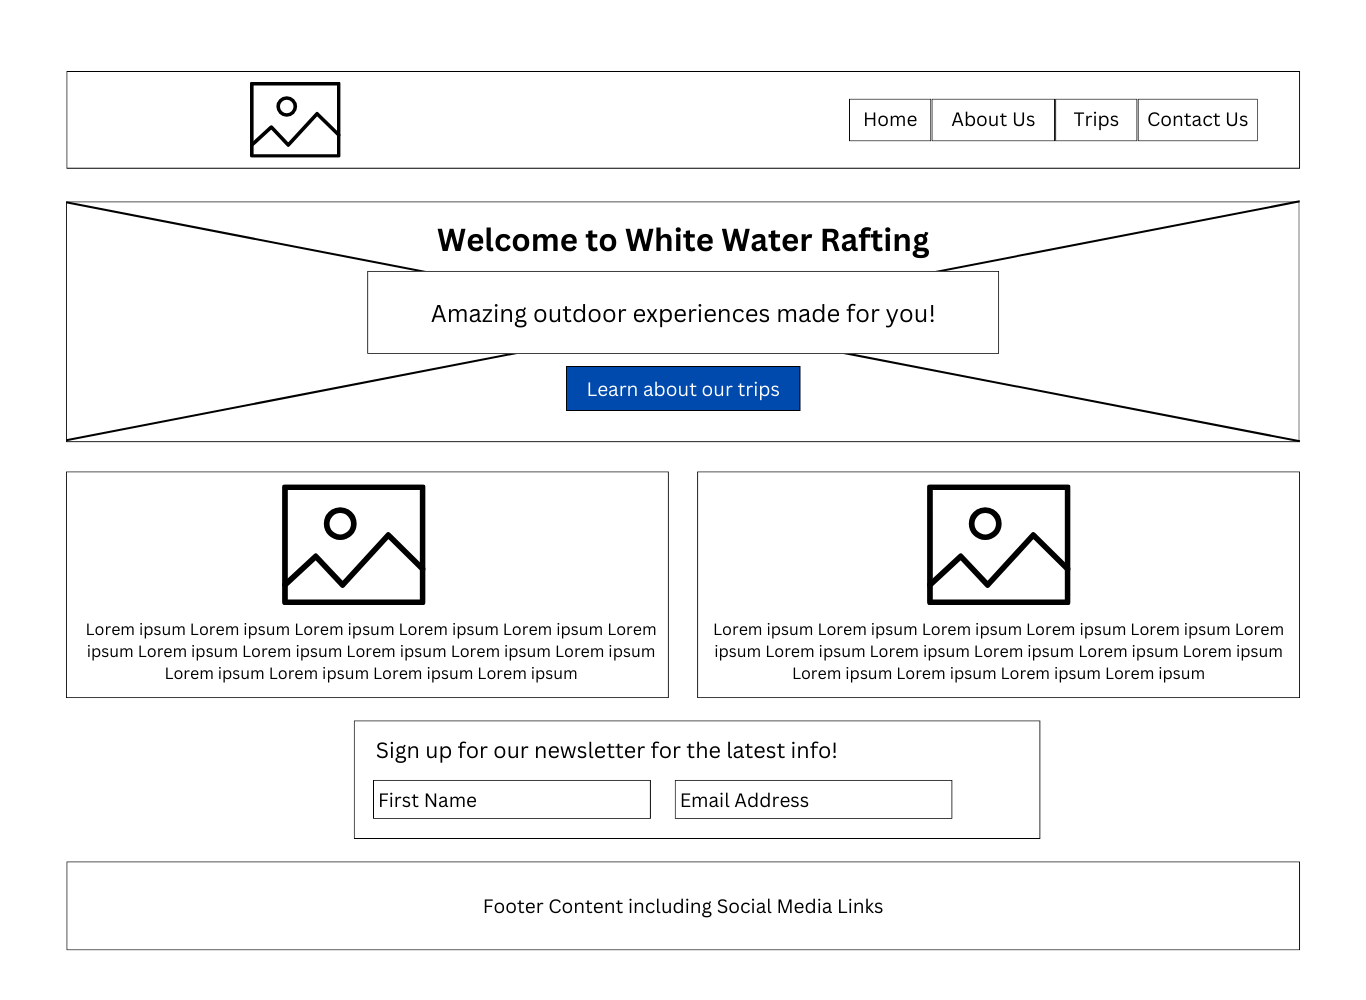 Home About Us Trips Contact Us
Welcome to White Water Rafting
Amazing outdoor experiences made for you!
Learn about our trips
Lorem ipsum Lorem ipsum Lorem ipsum Lorem ipsum Lorem ipsum Lorem
ipsum Lorem ipsum Lorem ipsum Lorem ipsum Lorem ipsum Lorem ipsum
Lorem ipsum Lorem ipsum Lorem ipsum Lorem ipsum
Lorem ipsum Lorem ipsum Lorem ipsum Lorem ipsum Lorem ipsum Lorem
ipsum Lorem ipsum Lorem ipsum Lorem ipsum Lorem ipsum Lorem ipsum
Lorem ipsum Lorem ipsum Lorem ipsum Lorem ipsum
Sign up for our newsletter for the latest info!
First Name Email Address
Footer Content including Social Media Links